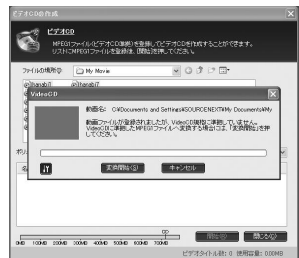 ビデオCDの作成
ビデオCD
MPEG1ファイル(ビデオCD準拠)を登録してビデオCDを作成することができます。
リストにMPEG1ファイルを登録後、[開始]を押してください。
ファイルの場所(I):
My Movie
hanabi1
hanabi
VideoCD
動画名: C:¥Documents and Settings¥SOURCENEXT¥My Documents¥My
動画ファイルが登録されましたが、VideoCD規格に準拠していません。
VideoCDに準拠したMPEG1ファイルへ変換する場合には、「変換開始」を押
してください。
変換開始(S)
キャンセル
0MB 100MB 200MB 300MB 400MB 500MB 600MB 700MB
開始(B)
閉じる(C)
ビデオタイトル数: 0 使用容量: 0.00MB